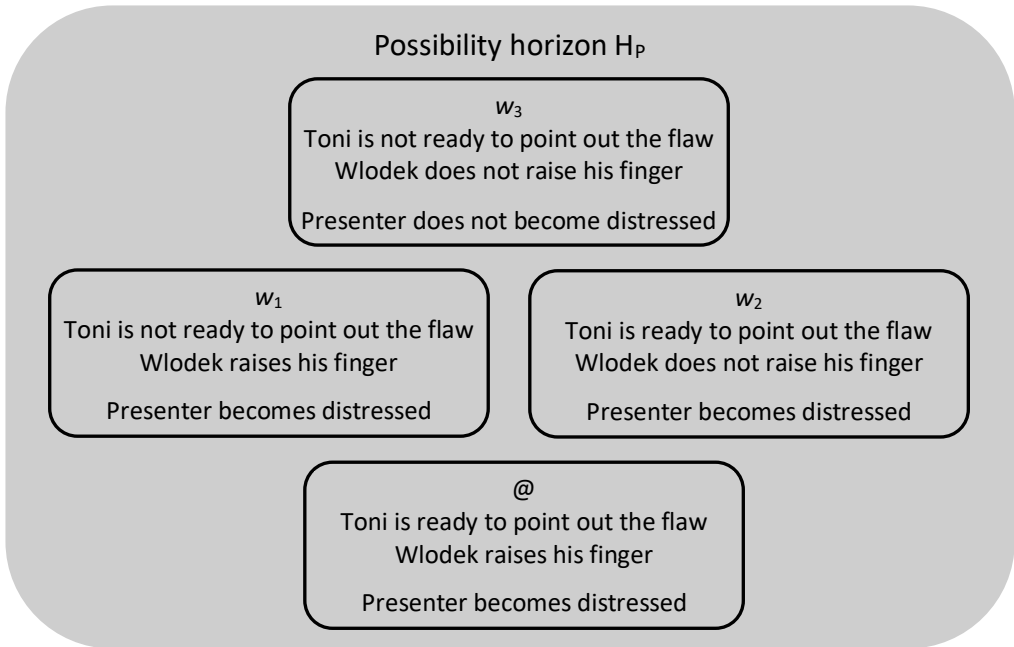 Possibility horizon H_P
w₃
Toni is not ready to point out the flaw
Wlodek does not raise his finger
Presenter does not become distressed
w₁
Toni is not ready to point out the flaw
Wlodek raises his finger
Presenter becomes distressed
w₂
Toni is ready to point out the flaw
Wlodek does not raise his finger
Presenter becomes distressed
@
Toni is ready to point out the flaw
Wlodek raises his finger
Presenter becomes distressed